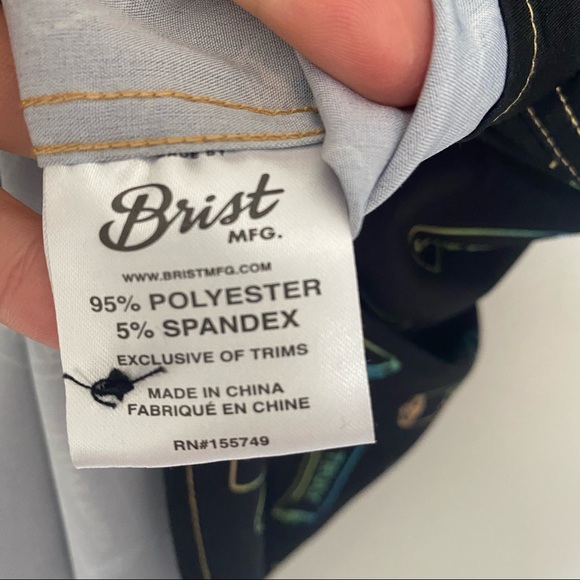 Brist
MFG.
WWW.BRISTMFG.COM
95% POLYESTER
5% SPANDEX
EXCLUSIVE OF TRIMS
MADE IN CHINA
FABRIQUÉ EN CHINE
RN#155749